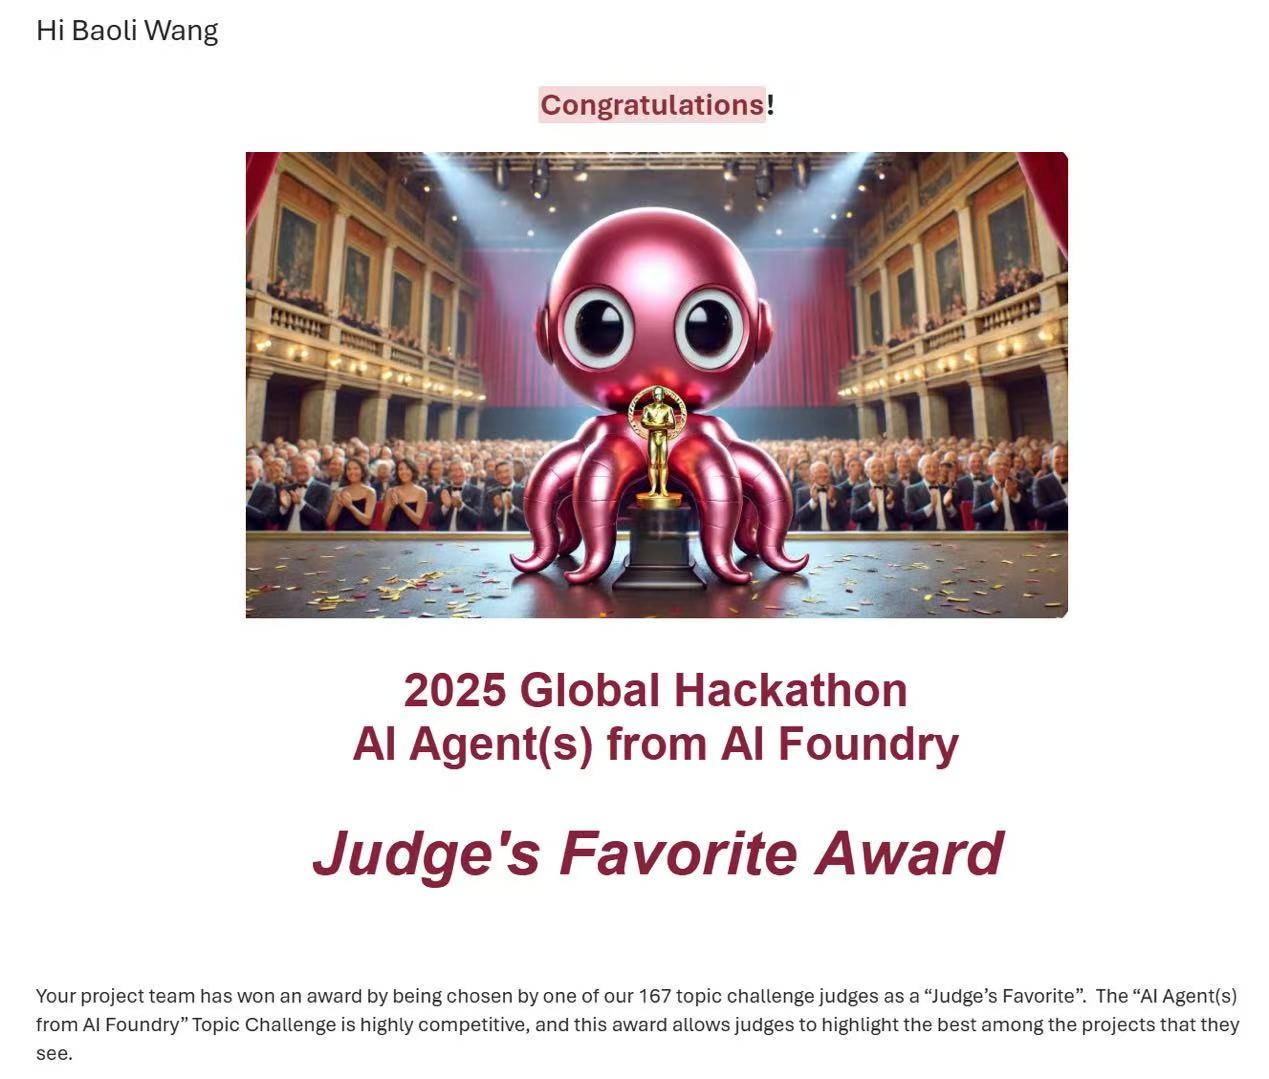 Hi Baoli Wang
Congratulations!
2025 Global Hackathon
AI Agent(s) from AI Foundry
Judge's Favorite Award
Your project team has won an award by being chosen by one of our 167 topic challenge judges as a “Judge’s Favorite”.  The “AI Agent(s)
from AI Foundry” Topic Challenge is highly competitive, and this award allows judges to highlight the best among the projects that they
see.